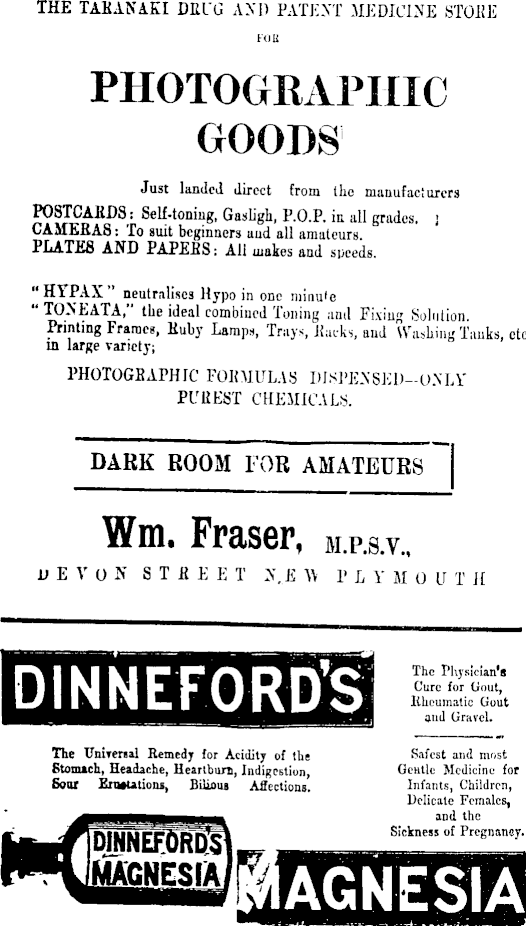 THE TARANAKI DRUG AND PATENT MEDICINE STORE
FOR
PHOTOGRAPHIC
GOODS
Just landed direct from the manufacturers
POSTCARDS: Self-toning, Gasligh, P.O.P. in all grades.
CAMERAS: To suit beginners and all amateurs.
PLATES AND PAPERS: All makes and speeds.
"HYPAX" neutralises Hypo in one minute
"TONEATA," the ideal combined Toning and Fixing Solution.
Printing Frames, Ruby Lamps, Trays, Racks, and Washing Tanks, etc
in large variety;
PHOTOGRAPHIC FORMULAS DISPENSED--ONLY
PUREST CHEMICALS.
DARK ROOM FOR AMATEURS
Wm. Fraser, M.P.S.V.,
DEVON STREET NEW PLYMOUTH
DINNEFORD'S
The Universal Remedy for Acidity of the
Stomach, Headache, Heartburn, Indigestion,
Sour Eructations, Bilious Affections.
The Physician's
Cure for Gout,
Rheumatic Gout
and Gravel.
Safest and most
Gentle Medicine for
Infants, Children,
Delicate Females,
and the
Sickness of Pregnancy.
DINNEFORD'S
MAGNESIA
MAGNESIA